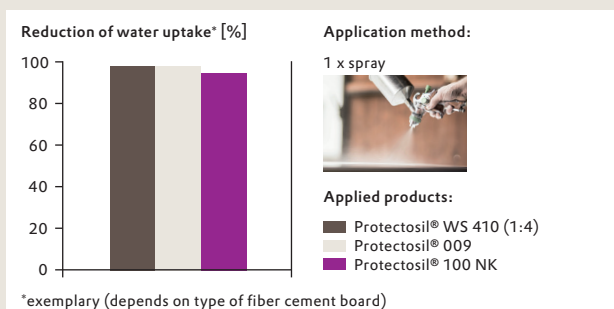 Reduction of water uptake* [%]
100
80
60
40
20
0
Application method:
1 x spray
Applied products:
Protectosil® WS 410 (1:4)
Protectosil® 009
Protectosil® 100 NK
*exemplary (depends on type of fiber cement board)